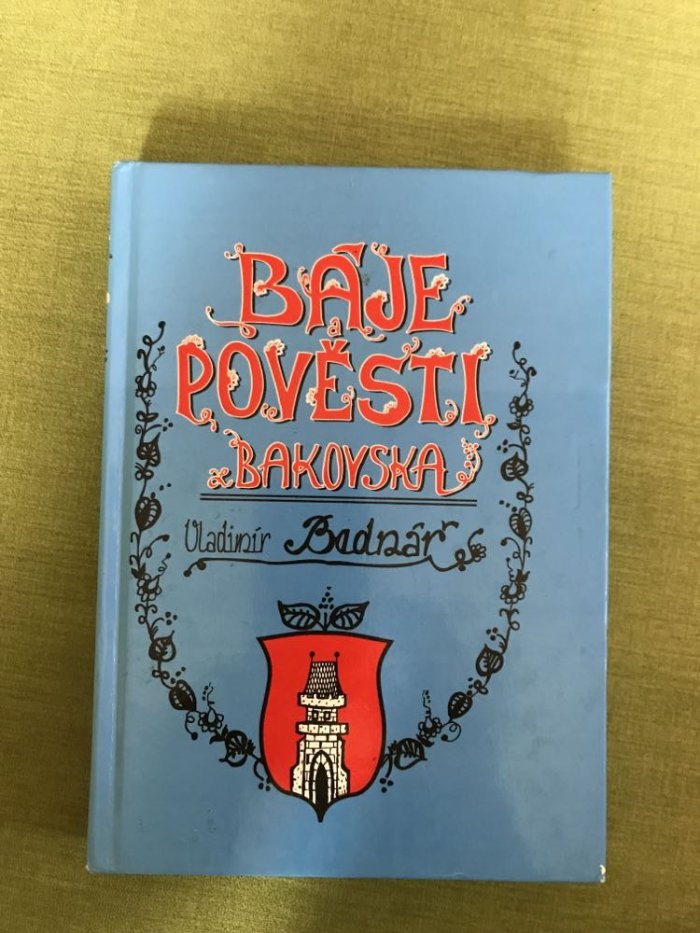 BÁJE
a
POVĚSTI
z BAKOVSKA
Vladimír Bednář